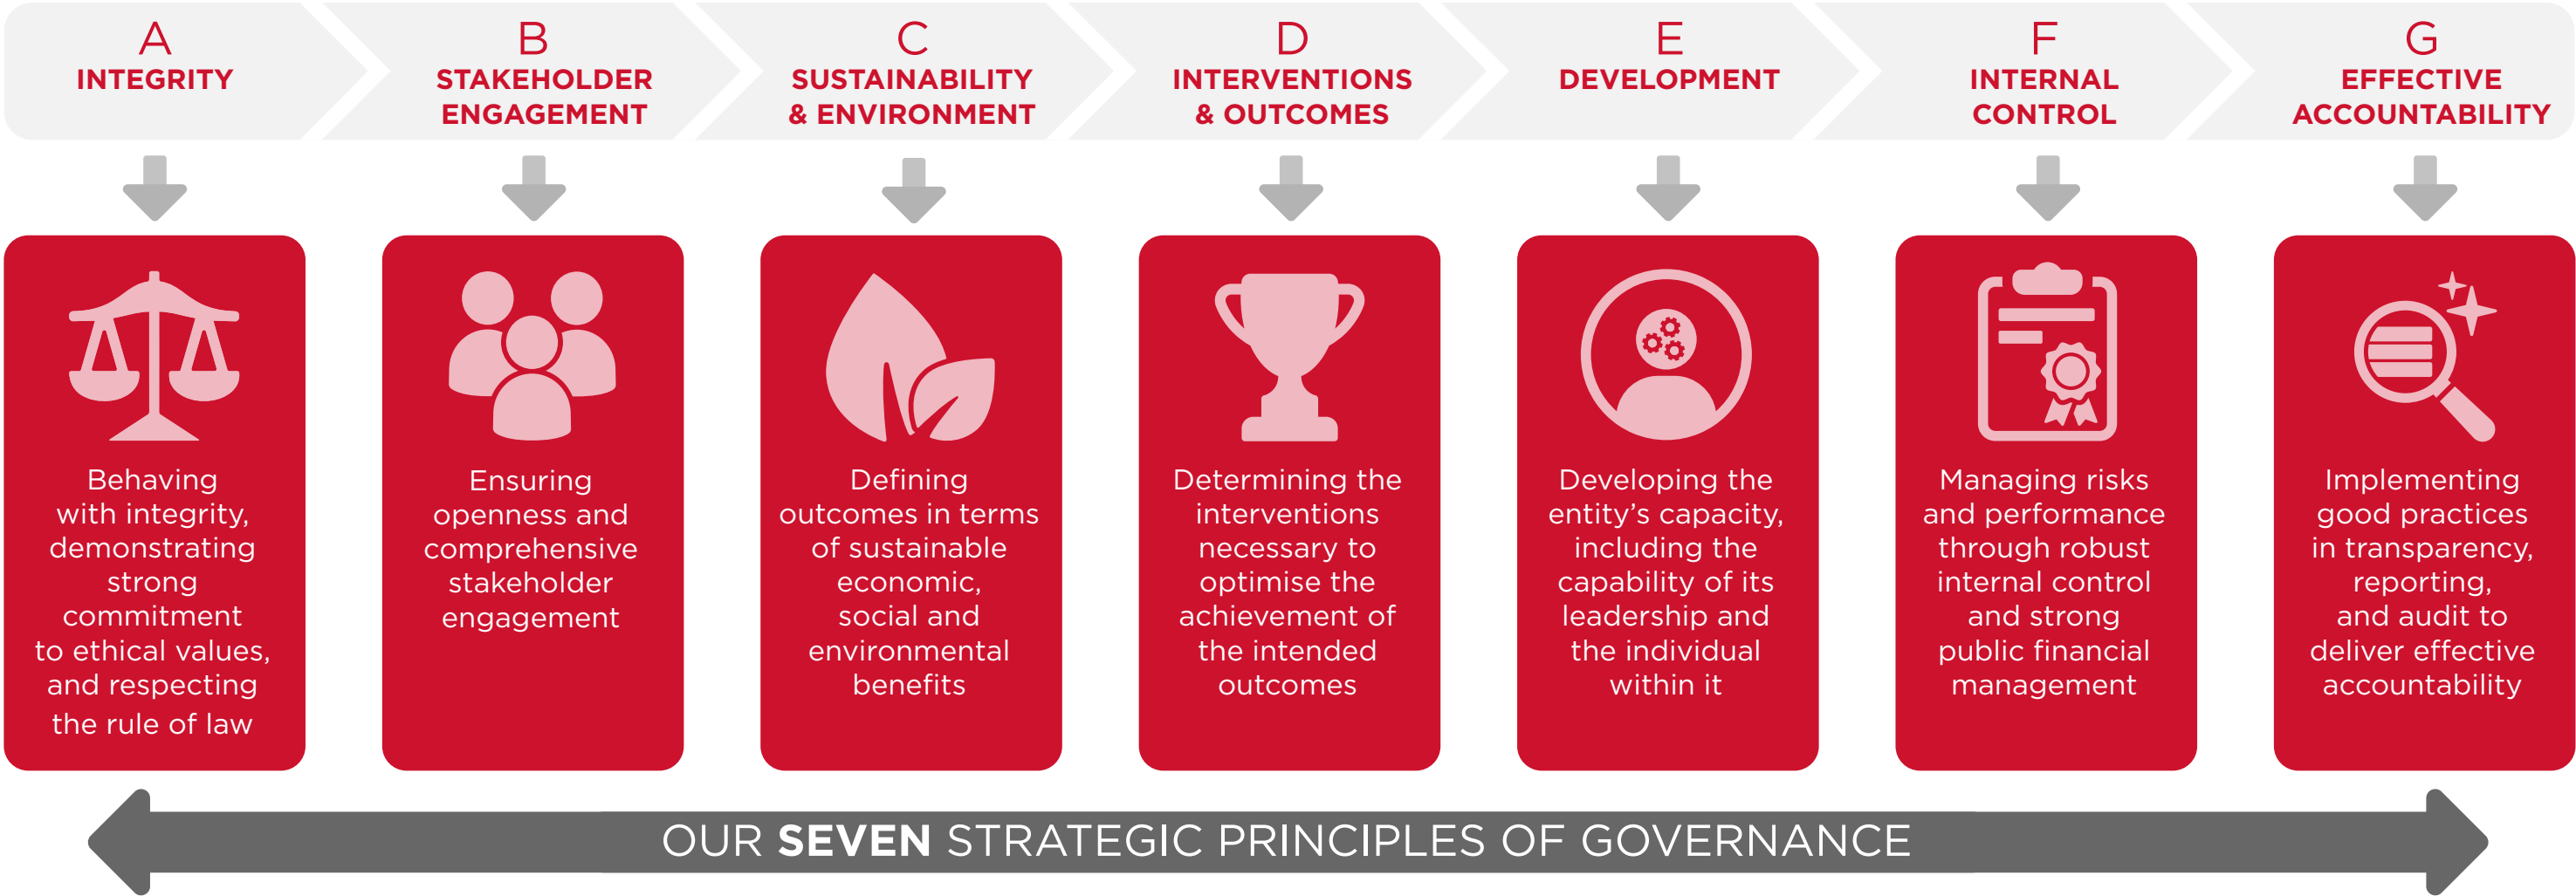 A
INTEGRITY
B
STAKEHOLDER
ENGAGEMENT
C
SUSTAINABILITY
& ENVIRONMENT
D
INTERVENTIONS
& OUTCOMES
E
DEVELOPMENT
F
INTERNAL
CONTROL
G
EFFECTIVE
ACCOUNTABILITY
Behaving
with integrity,
demonstrating
strong
commitment
to ethical values,
and respecting
the rule of law
Ensuring
openness and
comprehensive
stakeholder
engagement
Defining
outcomes in terms
of sustainable
economic,
social and
environmental
benefits
Determining the
interventions
necessary to
optimise the
achievement of
the intended
outcomes
Developing the
entity’s capacity,
including the
capability of its
leadership and
the individual
within it
Managing risks
and performance
through robust
internal control
and strong
public financial
management
Implementing
good practices
in transparency,
reporting,
and audit to
deliver effective
accountability
OUR SEVEN STRATEGIC PRINCIPLES OF GOVERNANCE